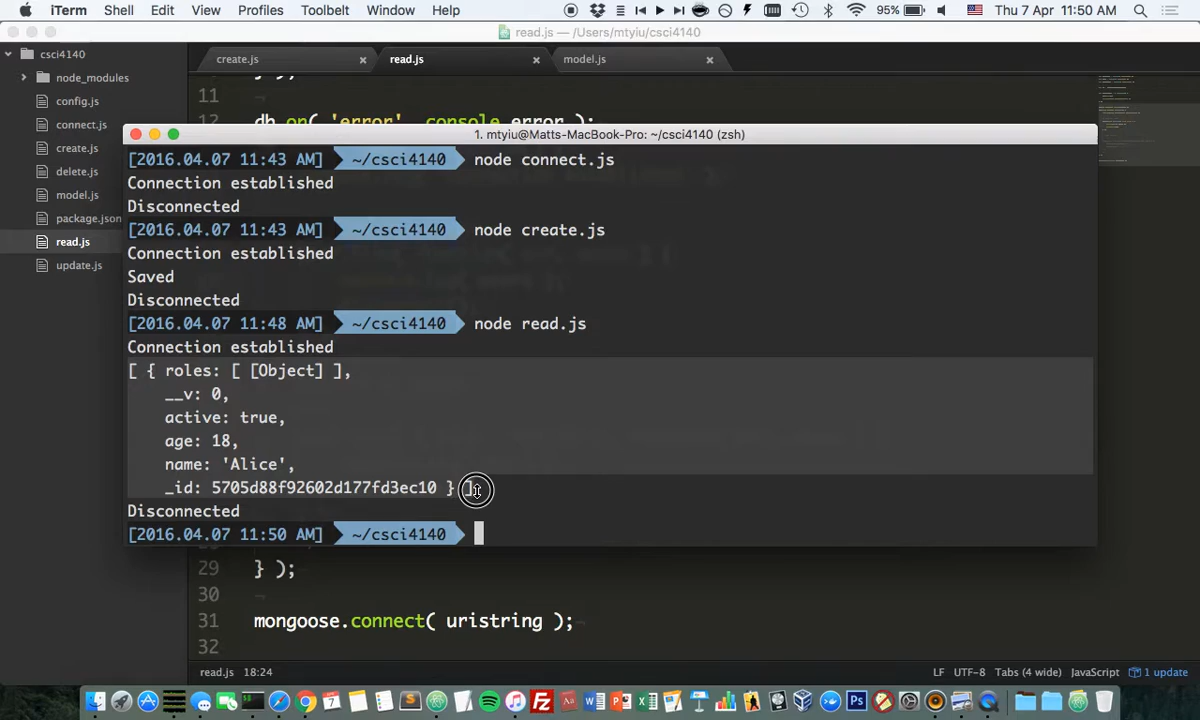 iTerm Shell Edit View Profiles Toolbelt Window Help 95% Thu 7 Apr 11:50 AM
read.js — /Users/mtyiu/csci4140
csci4140
node_modules
config.js
connect.js
create.js
delete.js
model.js
package.json
read.js
update.js
create.js read.js model.js
11
12 db.on( 'error', console.error );
1. mtyiu@Matts-MacBook-Pro: ~/csci4140 (zsh)
[2016.04.07 11:43 AM] ~/csci4140 node connect.js
Connection established
Disconnected
[2016.04.07 11:43 AM] ~/csci4140 node create.js
Connection established
Saved
Disconnected
[2016.04.07 11:48 AM] ~/csci4140 node read.js
Connection established
[ { roles: [ [Object] ],
__v: 0,
active: true,
age: 18,
name: 'Alice',
_id: 5705d88f92602d177fd3ec10 } ]
Disconnected
[2016.04.07 11:50 AM] ~/csci4140
29 } );
30
31 mongoose.connect( uristring );
32
read.js 18:24 LF UTF-8 Tabs (4 wide) JavaScript 1 update